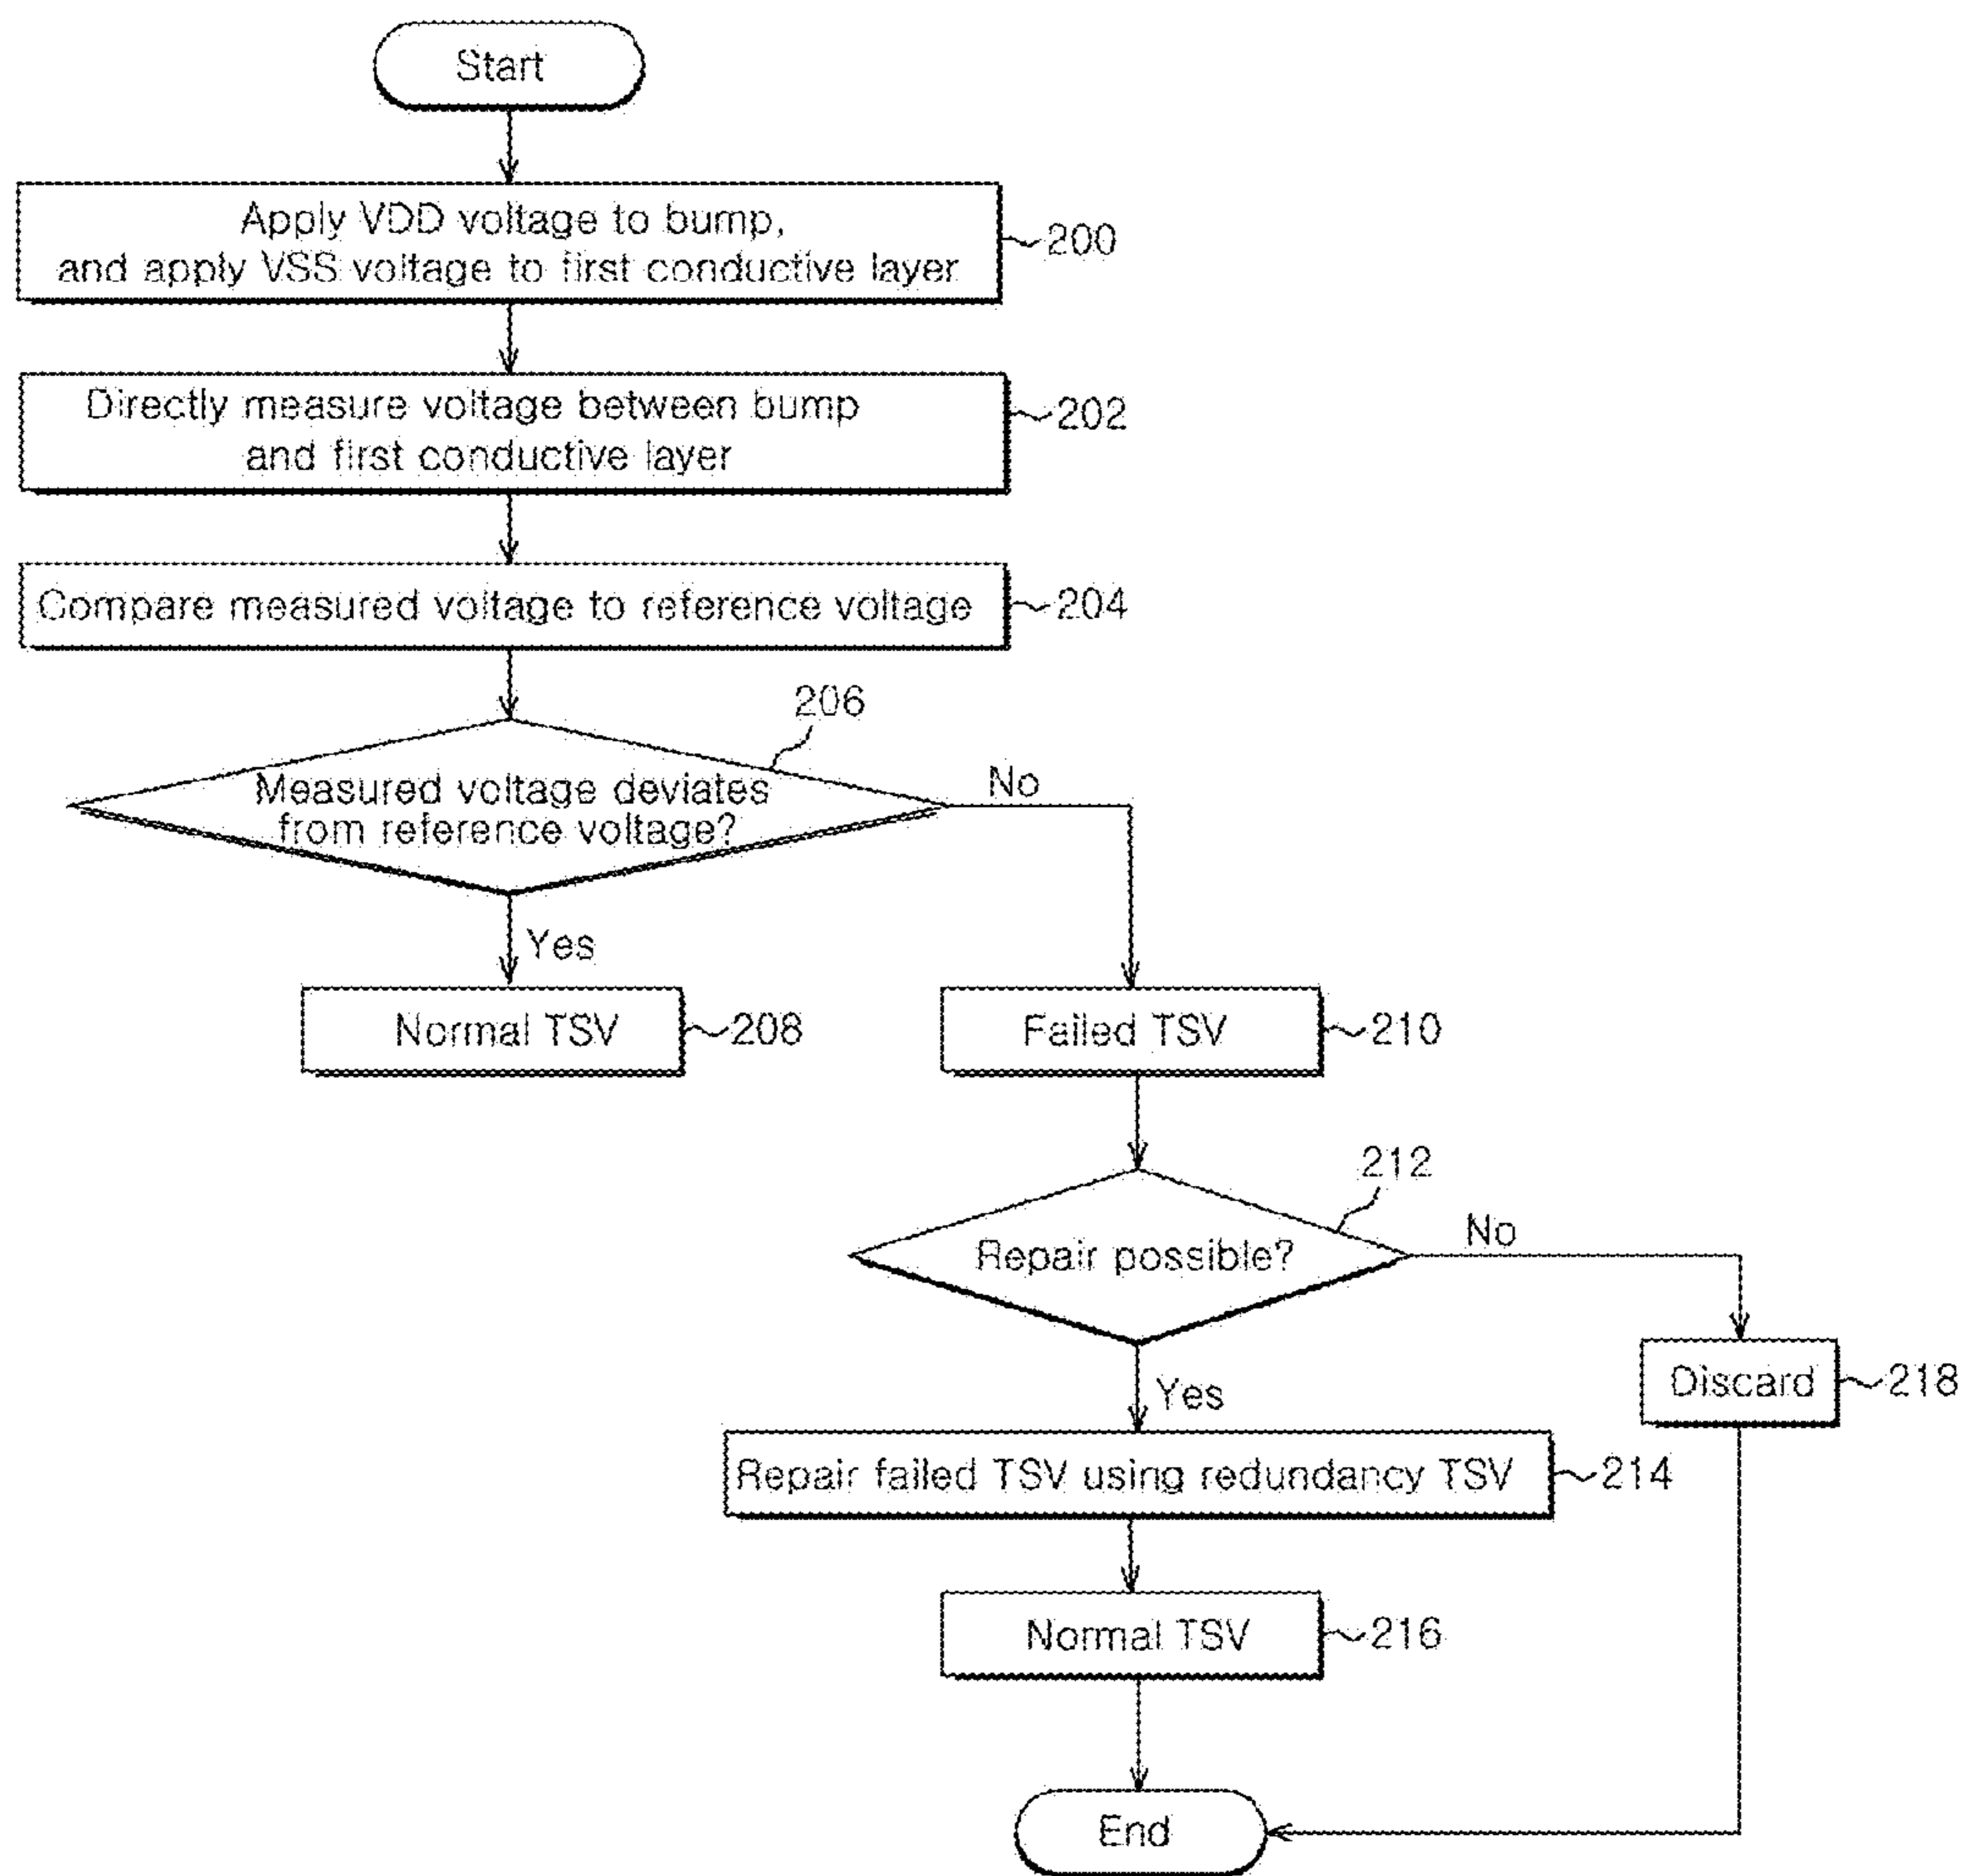 Start
Apply VDD voltage to bump,
and apply VSS voltage to first conductive layer
200
Directly measure voltage between bump
and first conductive layer
202
Compare measured voltage to reference voltage
204
206
Measured voltage deviates
from reference voltage?
No
Yes
Normal TSV
208
Failed TSV
210
212
Repair possible?
No
Yes
Discard
218
Repair failed TSV using redundancy TSV
214
Normal TSV
216
End